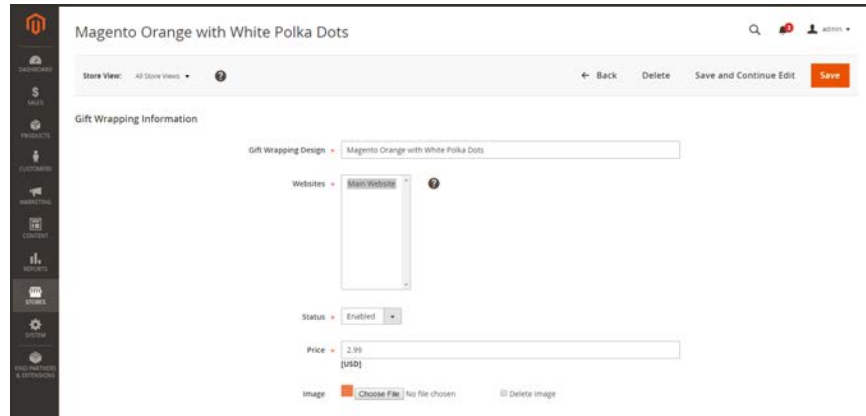 Magento Orange with White Polka Dots
3
admin
DASHBOARD
SALES
PRODUCTS
CUSTOMERS
MARKETING
CONTENT
REPORTS
STORES
SYSTEM
FIND PARTNERS
& EXTENSIONS
Store View: All Store Views
?
← Back Delete Save and Continue Edit Save
Gift Wrapping Information
Gift Wrapping Design * Magento Orange with White Polka Dots
Websites * Main Website ?
Status * Enabled
Price * 2.99
[USD]
Image Choose File No file chosen Delete Image